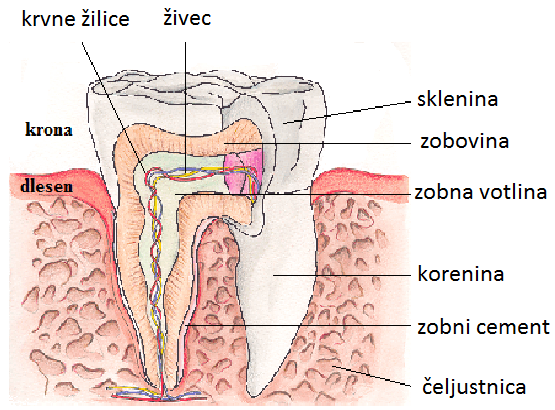 krvne žilice
živec
sklenina
krona
zobovina
dlesen
zobna votlina
korenina
zobni cement
čeljustnica